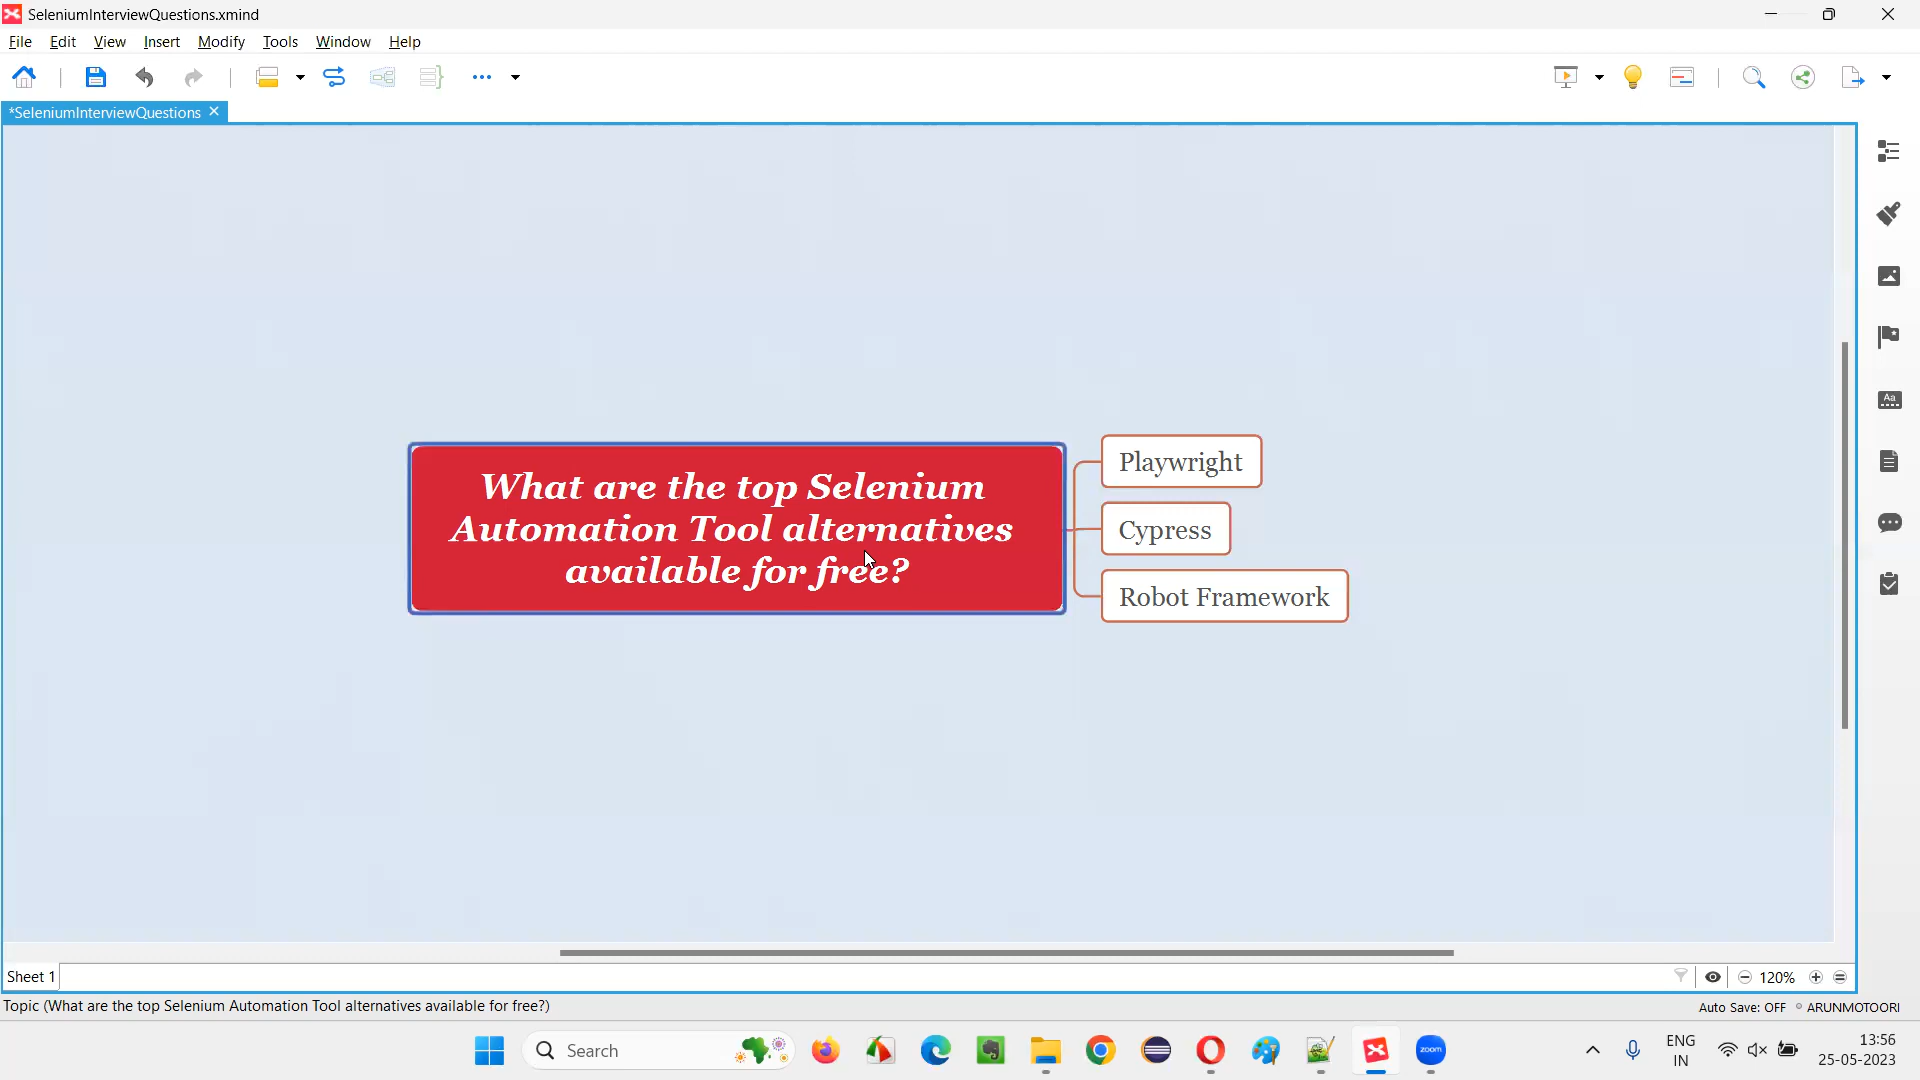 SeleniumInterviewQuestions.xmind
File Edit View Insert Modify Tools Window Help
*SeleniumInterviewQuestions
What are the top Selenium
Automation Tool alternatives
available for free?
Playwright
Cypress
Robot Framework
Aa
Sheet 1
120%
Topic (What are the top Selenium Automation Tool alternatives available for free?)
Auto Save: OFF
ARUNMOTOORI
Search
zoom
ENG
IN
13:56
25-05-2023